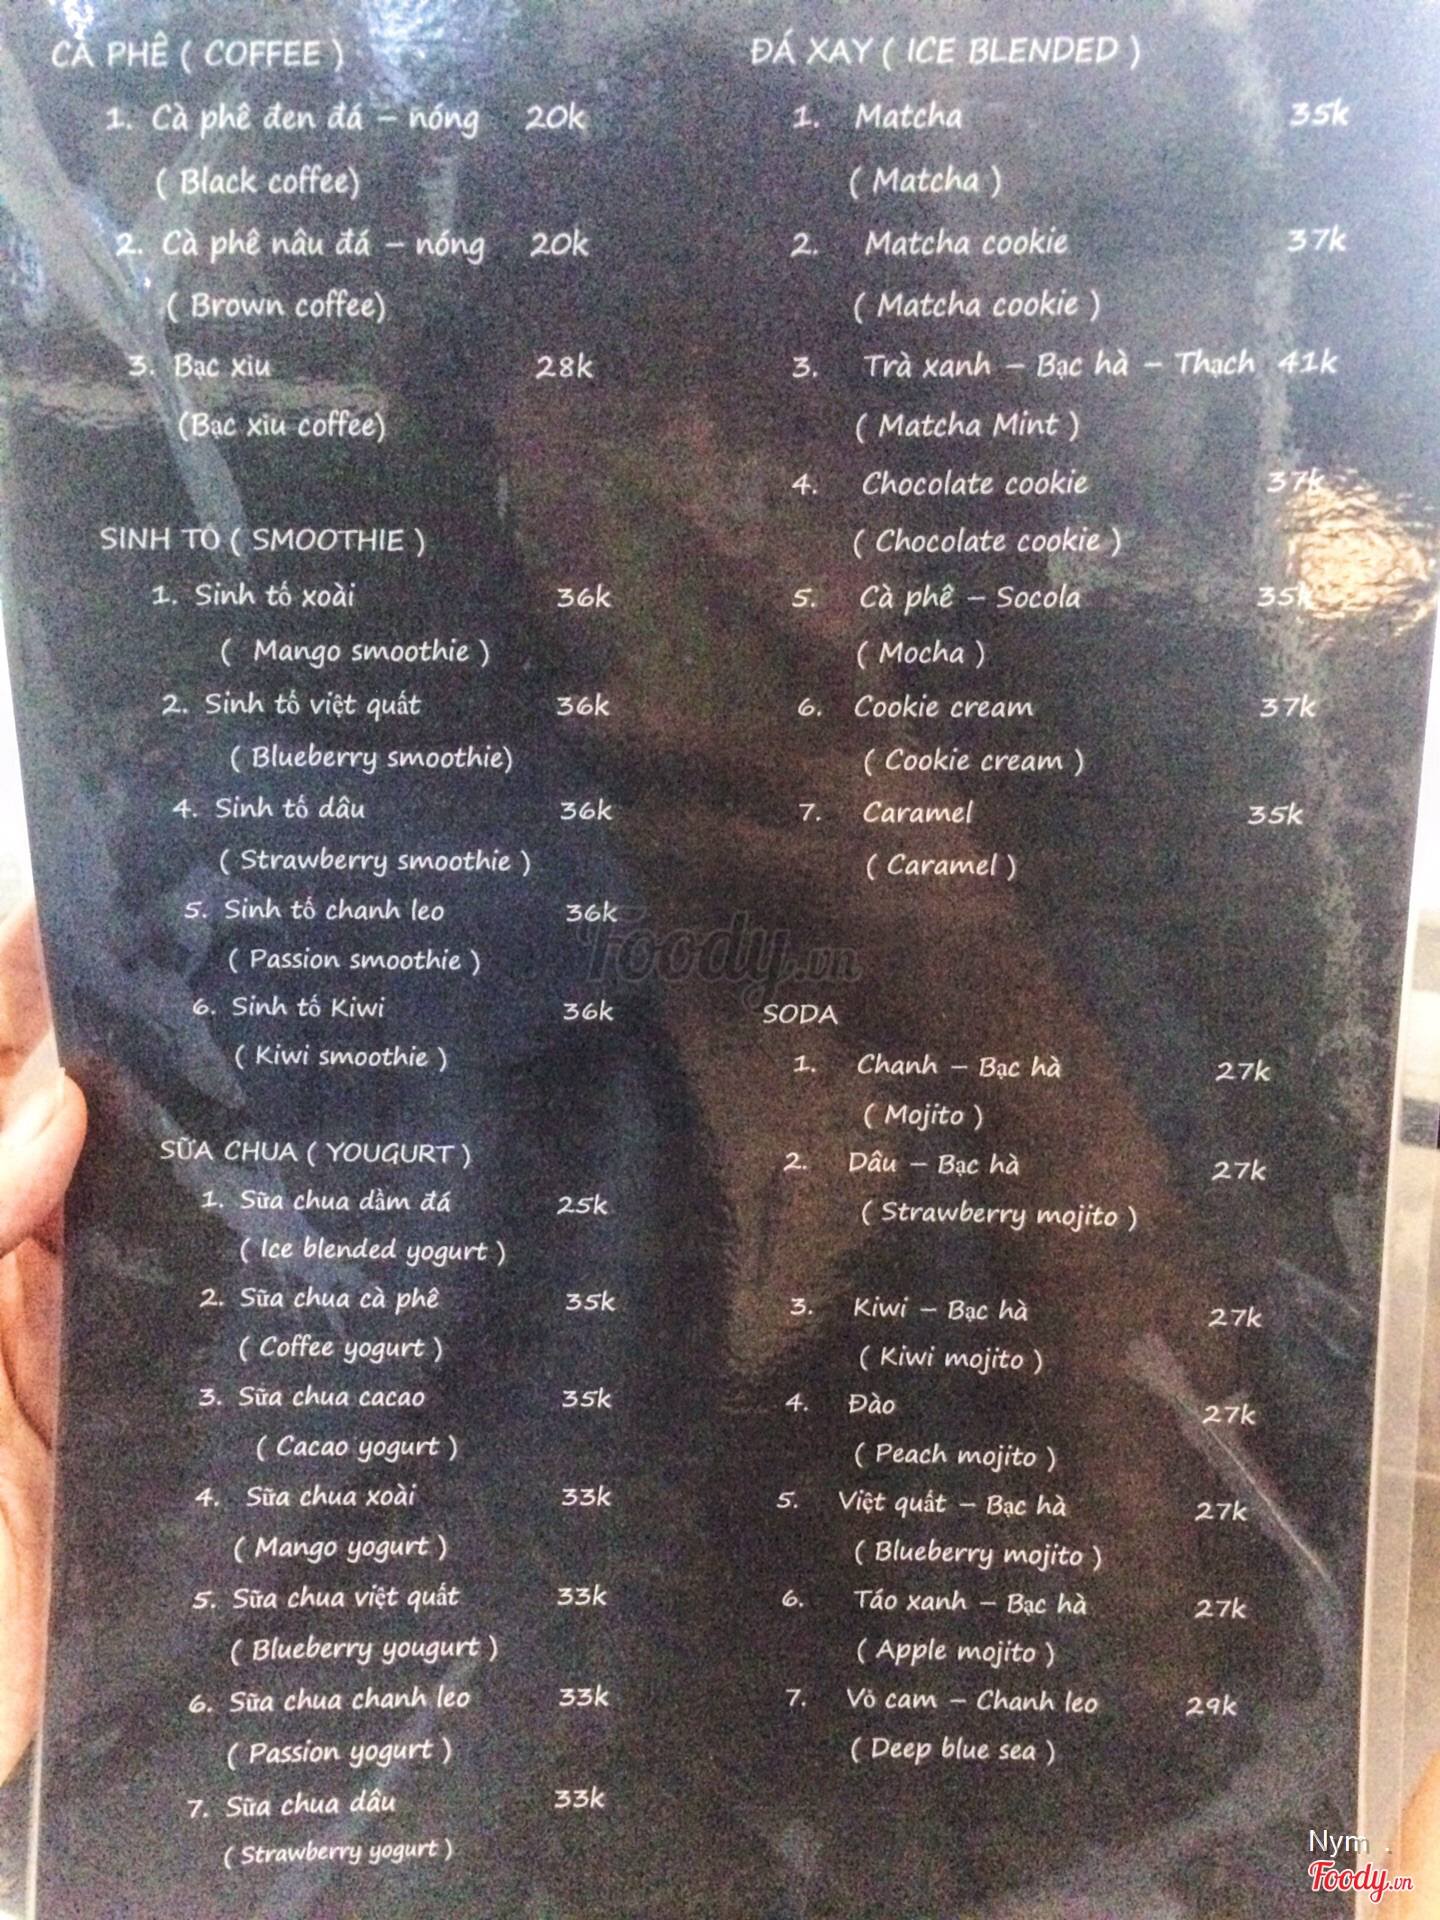 CÀ PHÊ ( COFFEE )
1. Cà phê đen đá – nóng 20k
( Black coffee)
2. Cà phê nâu đá – nóng 20k
( Brown coffee)
3. Bạc xỉu 28k
(Bạc xỉu coffee)
SINH TỐ ( SMOOTHIE )
1. Sinh tố xoài 36k
( Mango smoothie )
2. Sinh tố việt quất 36k
( Blueberry smoothie)
4. Sinh tố dâu 36k
( Strawberry smoothie )
5. Sinh tố chanh leo 36k
( Passion smoothie )
6. Sinh tố Kiwi 36k
( Kiwi smoothie )
SỮA CHUA ( YOUGURT )
1. Sữa chua dầm đá 25k
( Ice blended yogurt )
2. Sữa chua cà phê 35k
( Coffee yogurt )
3. Sữa chua cacao 35k
( Cacao yogurt )
4. Sữa chua xoài 33k
( Mango yogurt )
5. Sữa chua việt quất 33k
( Blueberry yougurt )
6. Sữa chua chanh leo 33k
( Passion yogurt )
7. Sữa chua dâu 33k
( Strawberry yogurt )
ĐÁ XAY ( ICE BLENDED )
1. Matcha 35k
( Matcha )
2. Matcha cookie 37k
( Matcha cookie )
3. Trà xanh – Bạc hà – Thạch 41k
( Matcha Mint )
4. Chocolate cookie 37k
( Chocolate cookie )
5. Cà phê – Socola 35k
( Mocha )
6. Cookie cream 37k
( Cookie cream )
7. Caramel 35k
( Caramel )
Foody.vn
SODA
1. Chanh – Bạc hà 27k
( Mojito )
2. Dâu – Bạc hà 27k
( Strawberry mojito )
3. Kiwi – Bạc hà 27k
( Kiwi mojito )
4. Đào 27k
( Peach mojito )
5. Việt quất – Bạc hà 27k
( Blueberry mojito )
6. Táo xanh – Bạc hà 27k
( Apple mojito )
7. Vỏ cam – Chanh leo 29k
( Deep blue sea )
Nym .
Foody.vn